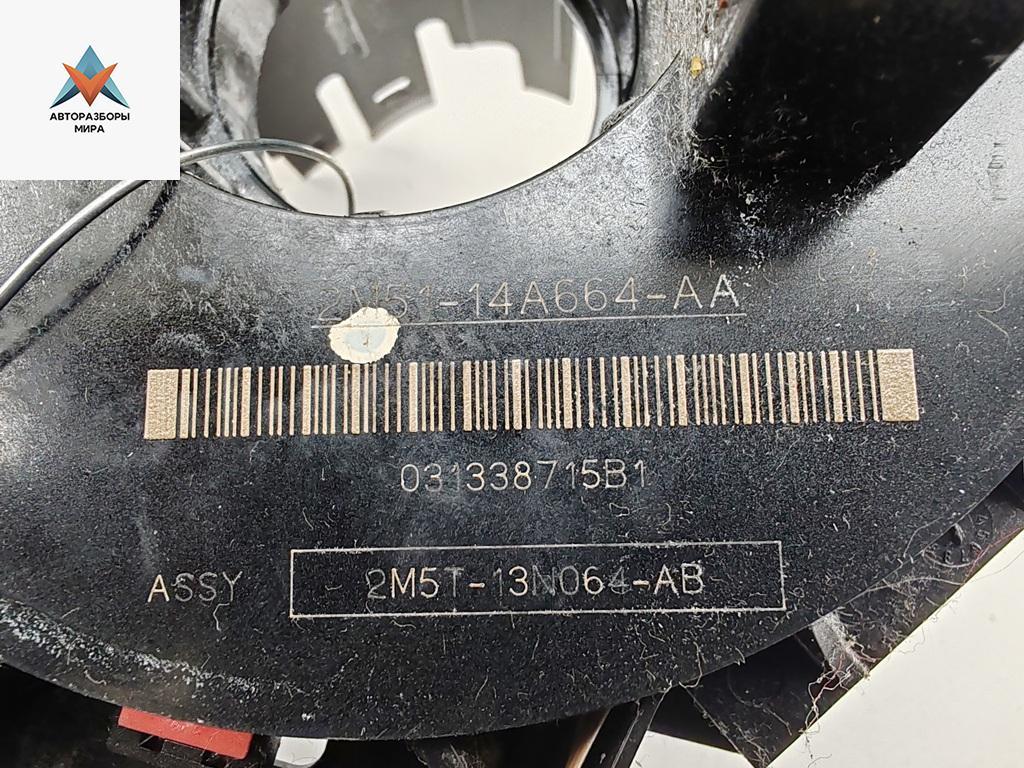 АВТОРАЗБОРЫ
МИРА
2M51-14A664-AA
031338715B1
ASSY 2M5T-13N064-AB